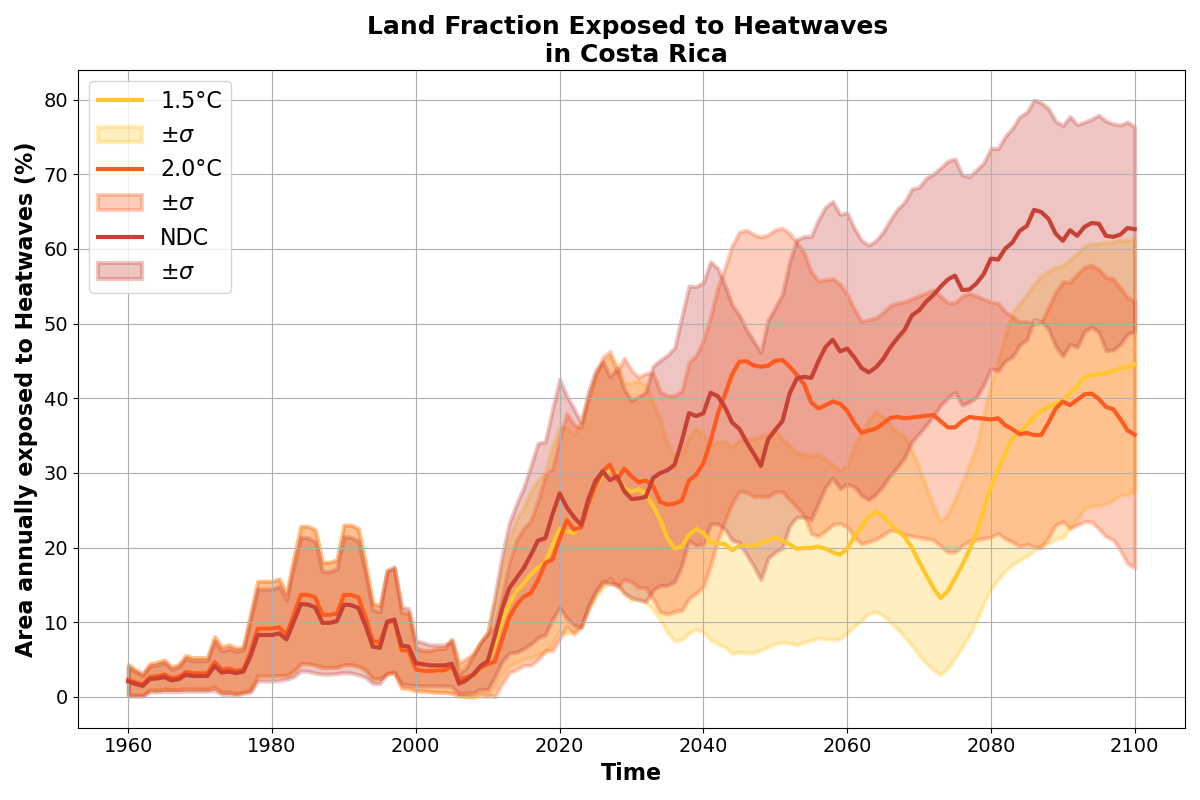 Land Fraction Exposed to Heatwaves
in Costa Rica
Area annually exposed to Heatwaves (%)
80
70
60
50
40
30
20
10
0
1.5°C
±σ
2.0°C
±σ
NDC
±σ
1960 1980 2000 2020 2040 2060 2080 2100
Time